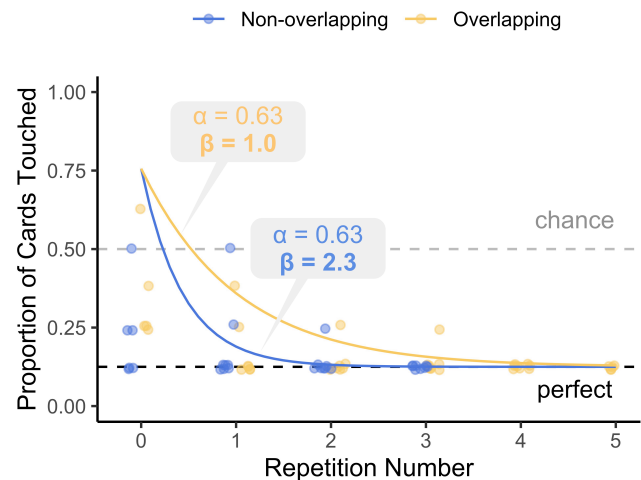 Non-overlapping Overlapping
Proportion of Cards Touched
1.00
0.75
0.50
0.25
0.00
α = 0.63
β = 1.0
chance
α = 0.63
β = 2.3
perfect
0 1 2 3 4 5
Repetition Number